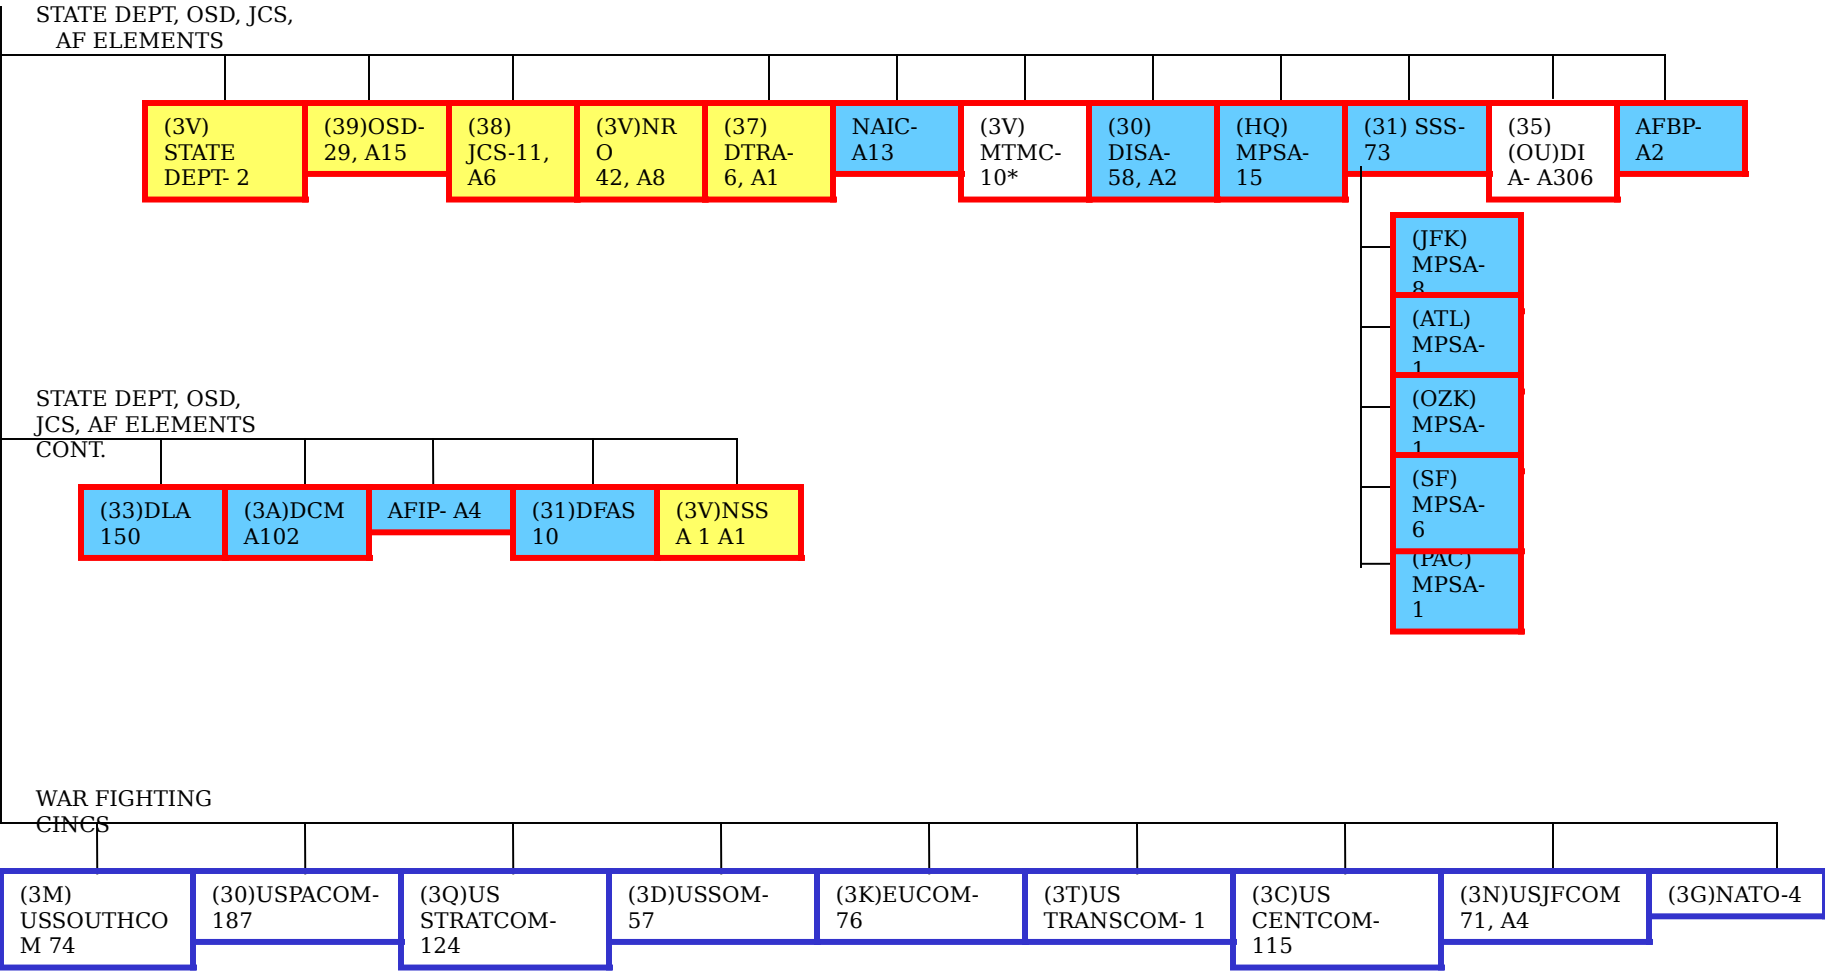 STATE DEPT, OSD, JCS,
AF ELEMENTS
(3V)
STATE
DEPT- 2
(39)OSD-
29, A15
(38)
JCS-11,
A6
(3V)NR
O
42, A8
(37)
DTRA-
6, A1
NAIC-
A13
(3V)
MTMC-
10*
(30)
DISA-
58, A2
(HQ)
MPSA-
15
(31) SSS-
73
(35)
(OU)DI
A- A306
AFBP-
A2
(JFK)
MPSA-
8
(ATL)
MPSA-
1
(OZK)
MPSA-
1
(SF)
MPSA-
6
(PAC)
MPSA-
1
STATE DEPT, OSD,
JCS, AF ELEMENTS
CONT.
(33)DLA
150
(3A)DCM
A102
AFIP- A4
(31)DFAS
10
(3V)NSS
A 1 A1
WAR FIGHTING
CINCS
(3M)
USSOUTHCO
M 74
(30)USPACOM-
187
(3Q)US
STRATCOM-
124
(3D)USSOM-
57
(3K)EUCOM-
76
(3T)US
TRANSCOM- 1
(3C)US
CENTCOM-
115
(3N)USJFCOM
71, A4
(3G)NATO-4